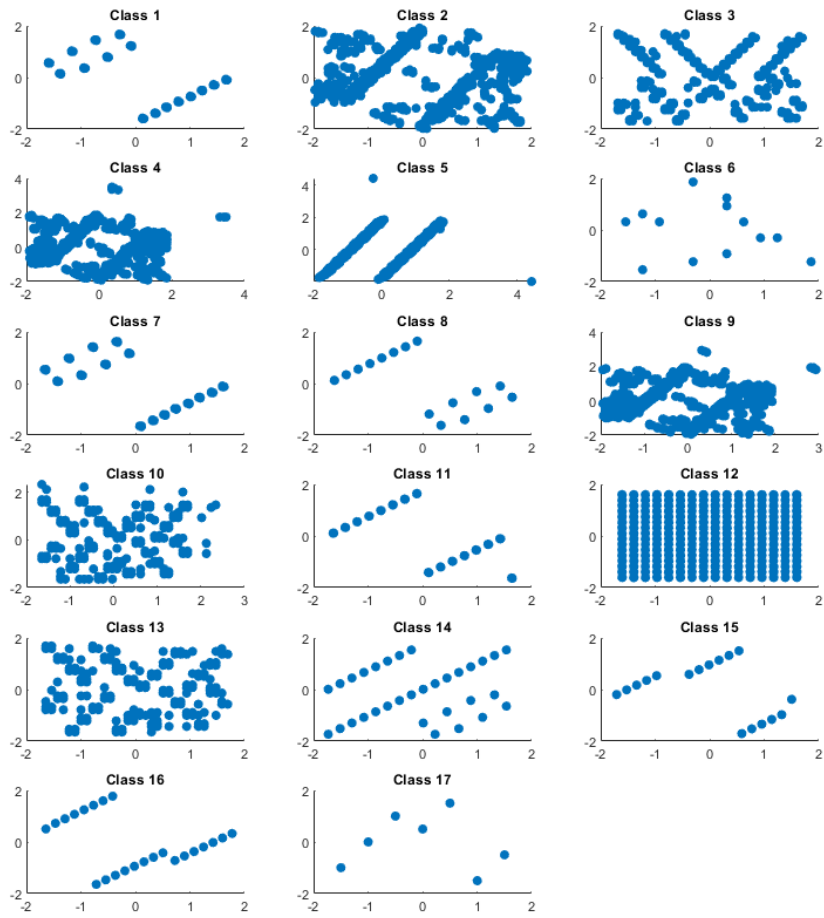 Class 1
2
0
-2
-2 -1 0 1 2
Class 2
2
0
-2
-2 -1 0 1 2
Class 3
2
0
-2
-2 -1 0 1 2
Class 4
4
2
0
-2
-2 0 2 4
Class 5
4
2
0
-2 0 2 4
Class 6
2
0
-2
-2 -1 0 1 2
Class 7
2
0
-2
-2 -1 0 1 2
Class 8
2
0
-2
-2 -1 0 1 2
Class 9
4
2
0
-2
-2 -1 0 1 2 3
Class 10
2
0
-2
-2 -1 0 1 2 3
Class 11
2
0
-2
-2 -1 0 1 2
Class 12
2
0
-2
-2 -1 0 1 2
Class 13
2
0
-2
-2 -1 0 1 2
Class 14
2
0
-2
-2 -1 0 1 2
Class 15
2
0
-2
-2 -1 0 1 2
Class 16
2
0
-2
-2 -1 0 1 2
Class 17
2
0
-2
-2 -1 0 1 2